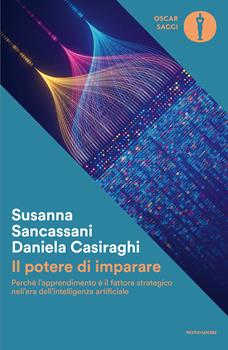 OSCAR
SAGGI
Susanna
Sancassani
Daniela Casiraghi
Il potere di imparare
Perché l'apprendimento è il fattore strategico
nell'era dell'intelligenza artificiale
MONDADORI